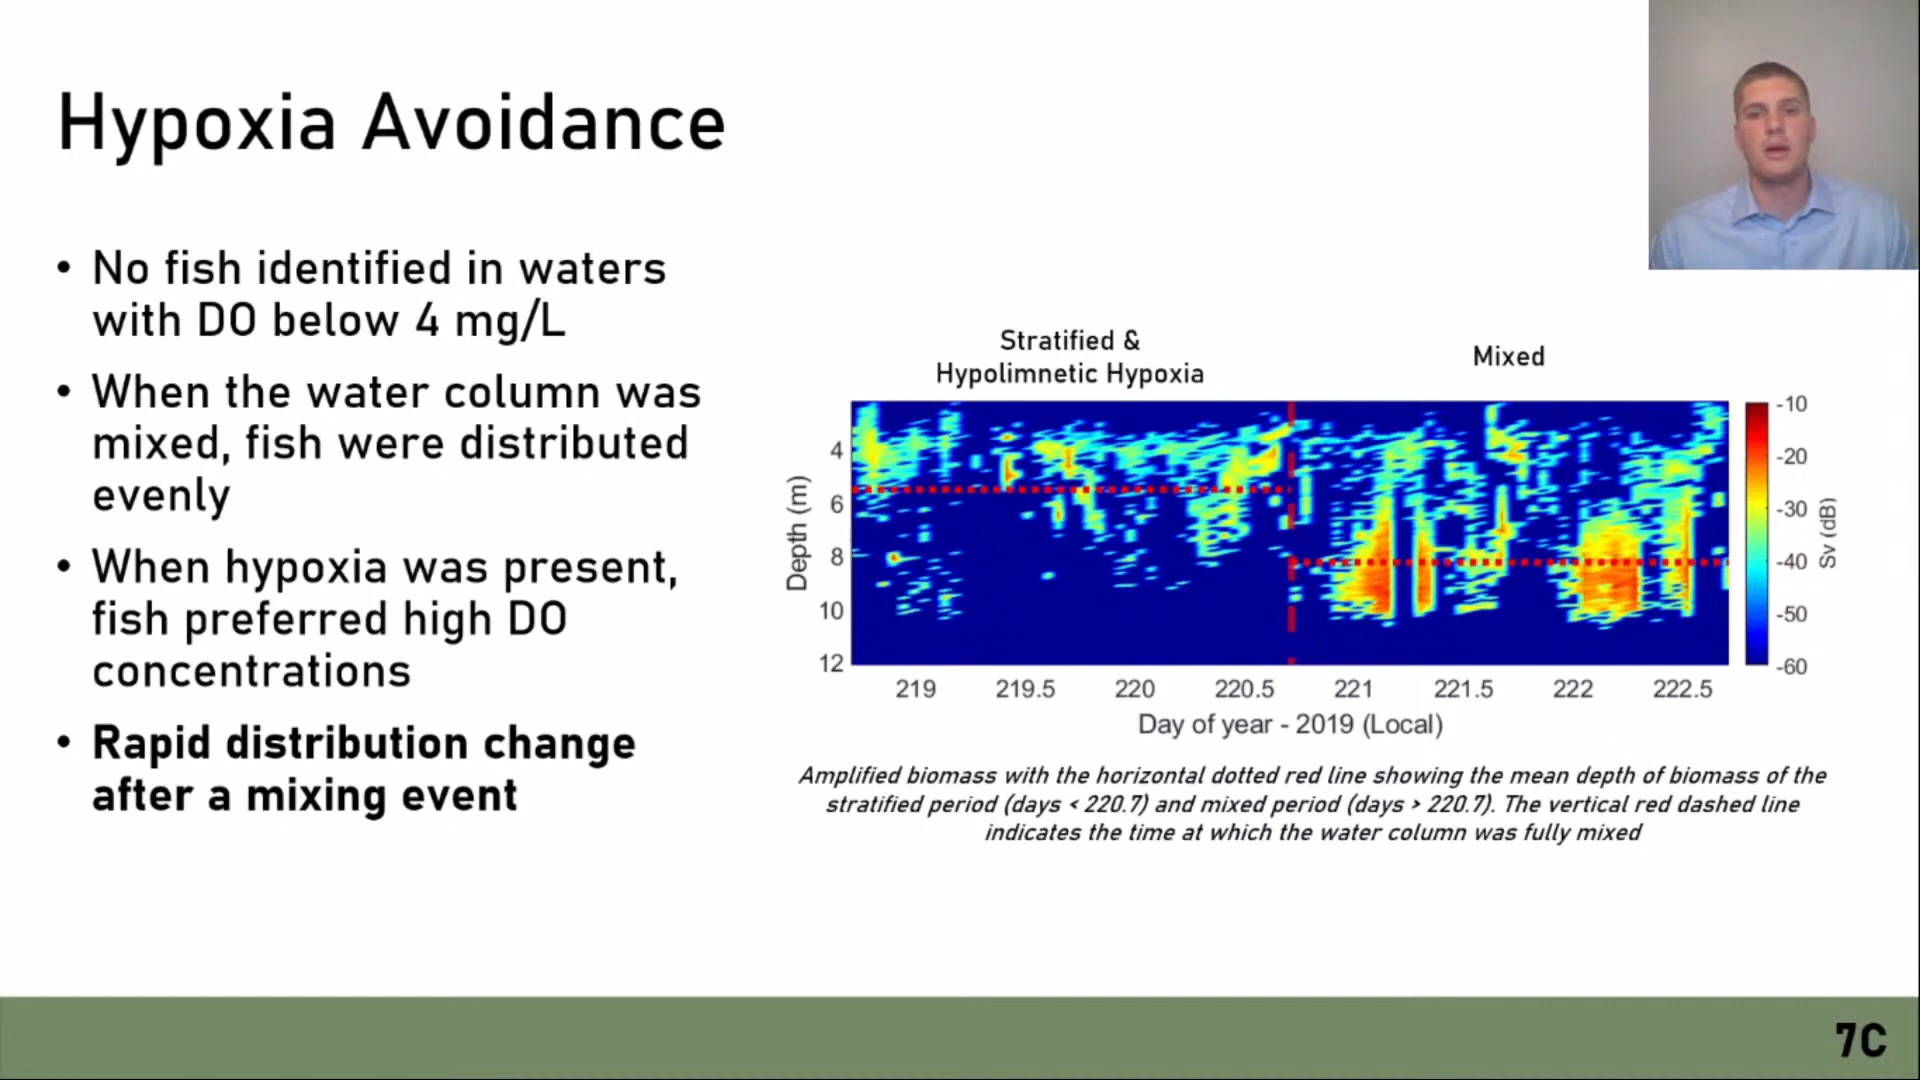 Hypoxia Avoidance
• No fish identified in waters
with DO below 4 mg/L
• When the water column was
mixed, fish were distributed
evenly
• When hypoxia was present,
fish preferred high DO
concentrations
• Rapid distribution change
after a mixing event
Stratified &
Hypolimnetic Hypoxia
Mixed
Depth (m)
4
6
8
10
12
219 219.5 220 220.5 221 221.5 222 222.5
Day of year - 2019 (Local)
-10
-20
-30
-40
-50
-60
Sv (dB)
Amplified biomass with the horizontal dotted red line showing the mean depth of biomass of the
stratified period (days < 220.7) and mixed period (days > 220.7). The vertical red dashed line
indicates the time at which the water column was fully mixed
7C